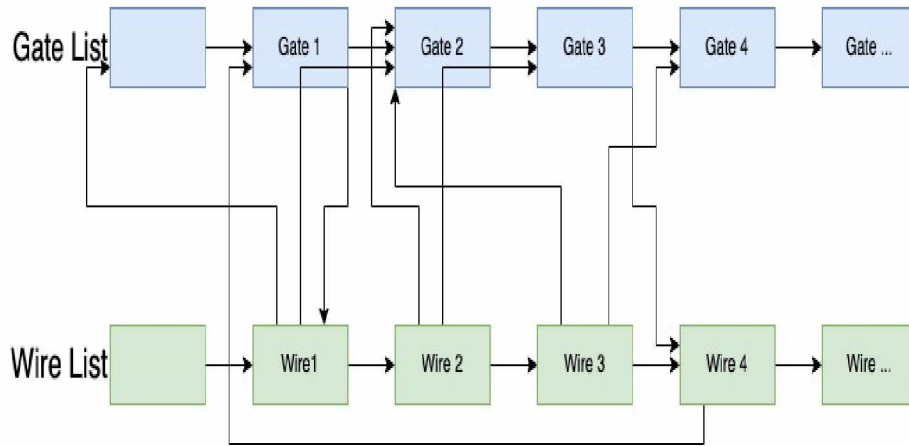 Gate List
Gate 1
Gate 2
Gate 3
Gate 4
Gate ...
Wire List
Wire1
Wire 2
Wire 3
Wire 4
Wire ...